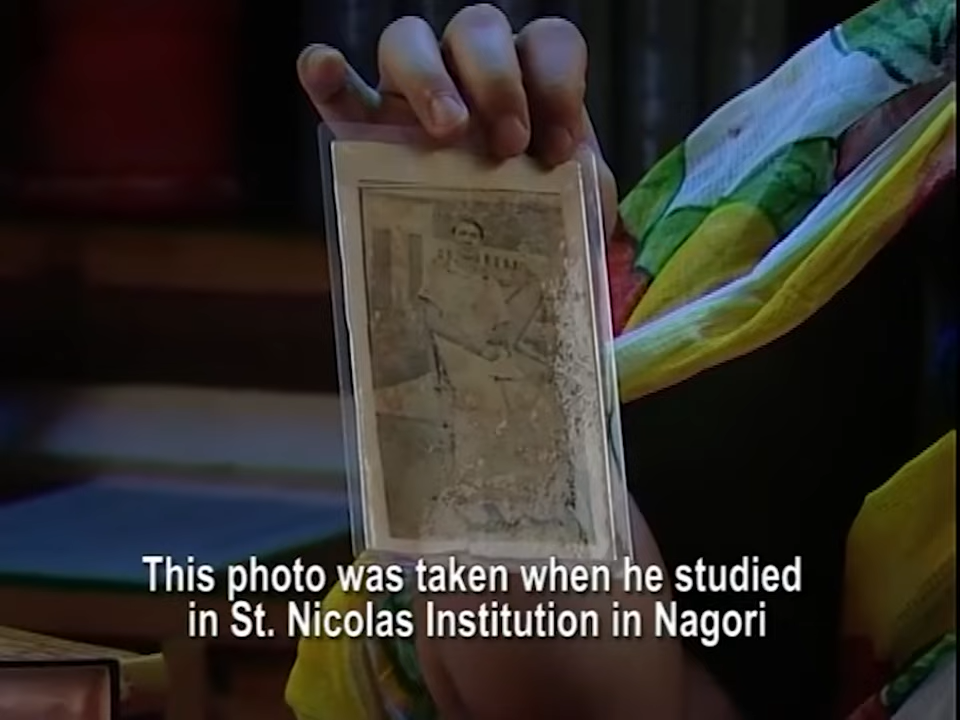 This photo was taken when he studied
in St. Nicolas Institution in Nagori